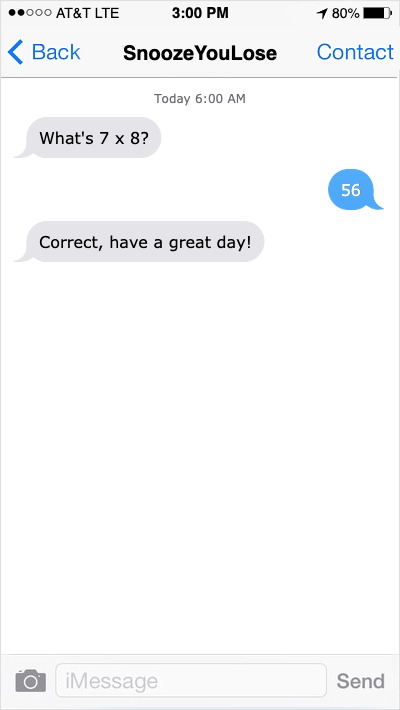 AT&T LTE 3:00 PM 80%
Back SnoozeYouLose Contact
Today 6:00 AM
What's 7 x 8?
56
Correct, have a great day!
iMessage Send